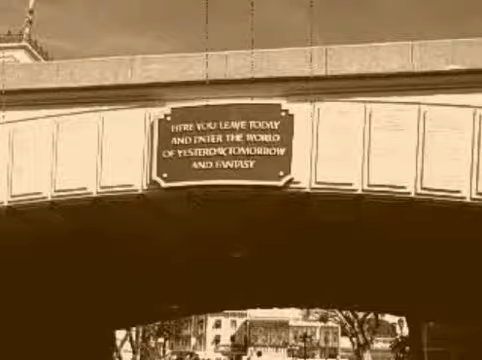 HERE YOU LEAVE TODAY
AND ENTER THE WORLD
OF YESTERDAY, TOMORROW
AND FANTASY